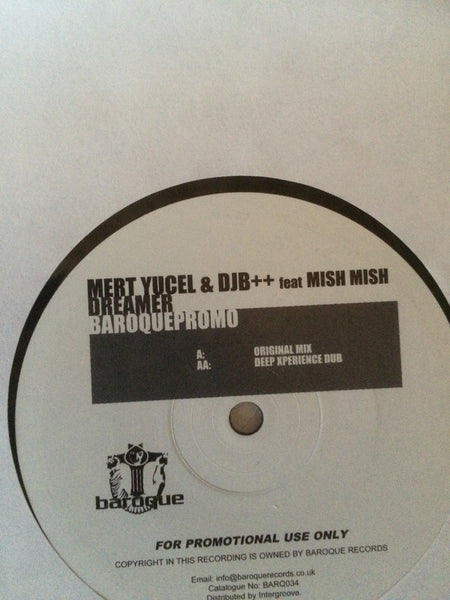 MERT YUCEL & DJB++ feat MISH MISH
DREAMER
BAROQUEPROMO
A: ORIGINAL MIX
AA: DEEP XPERIENCE DUB
baroque
FOR PROMOTIONAL USE ONLY
COPYRIGHT IN THIS RECORDING IS OWNED BY BAROQUE RECORDS
Email: info@baroquerecords.co.uk
Catalogue No: BARQ034
Distributed by Intergroove.